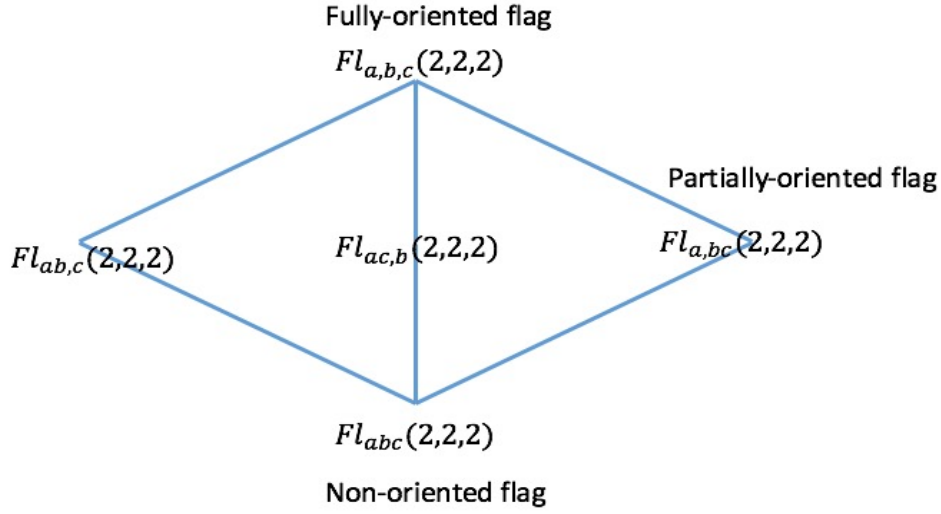 Fully-oriented flag
Fl_{a,b,c}(2,2,2)
Partially-oriented flag
Fl_{ab,c}(2,2,2)
Fl_{ac,b}(2,2,2)
Fl_{a,bc}(2,2,2)
Fl_{abc}(2,2,2)
Non-oriented flag